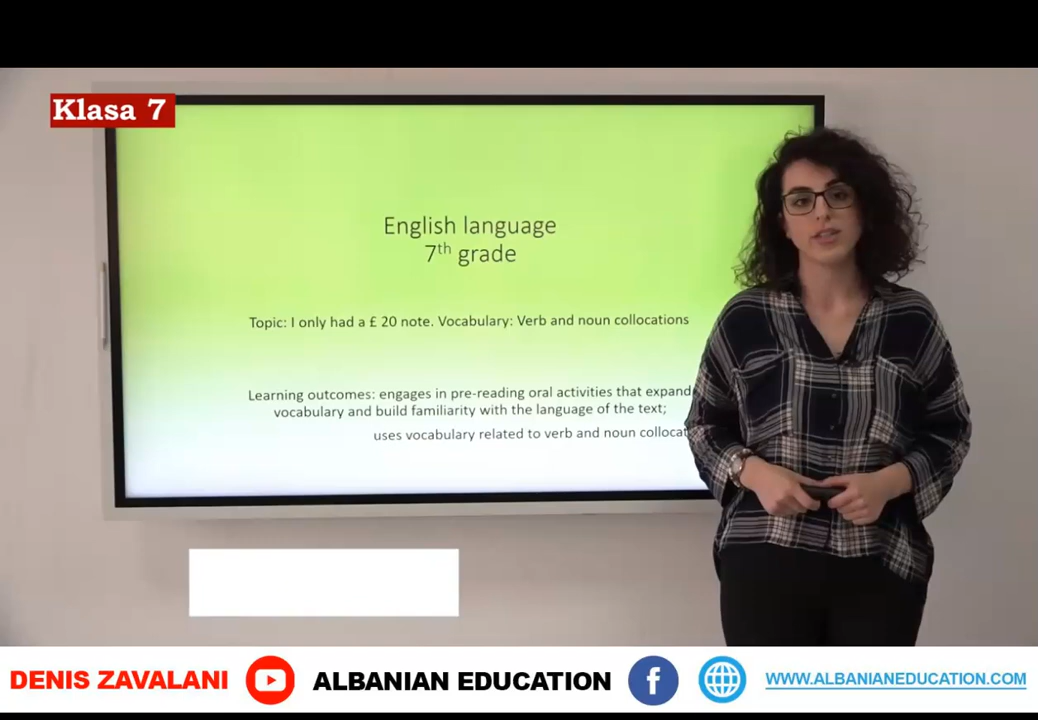 Klasa 7
English language
7th grade
Topic: I only had a £ 20 note. Vocabulary: Verb and noun collocations
Learning outcomes: engages in pre-reading oral activities that expand
vocabulary and build familiarity with the language of the text;
uses vocabulary related to verb and noun
DENIS ZAVALANI
ALBANIAN EDUCATION
WWW.ALBANIANEDUCATION.COM